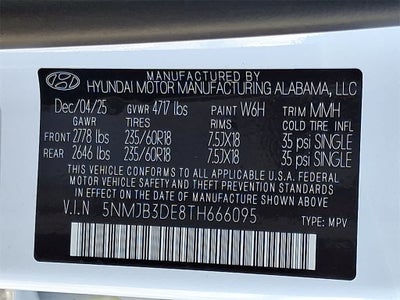 MANUFACTURED BY
HYUNDAI MOTOR MANUFACTURING ALABAMA, LLC
Dec/04/25 GVWR 4717 lbs PAINT W6H TRIM MMH
GAWR TIRES RIMS COLD TIRE INFL
FRONT 2778 lbs 235/60R18 7.5JX18 35 psi SINGLE
REAR 2646 lbs 235/60R18 7.5JX18 35 psi SINGLE
THIS VEHICLE CONFORMS TO ALL APPLICABLE U.S.A. FEDERAL
MOTOR VEHICLE SAFETY AND THEFT PREVENTION STANDARDS
IN EFFECT ON THE DATE OF MANUFACTURE SHOWN ABOVE.
V.I.N 5NMJB3DE8TH666095 TYPE: MPV